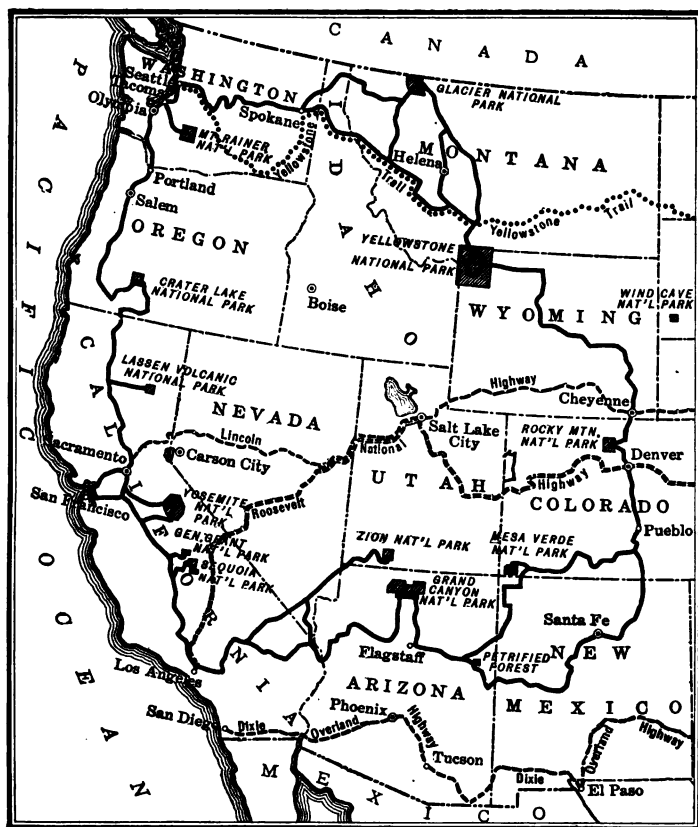 CANADA
PACIFIC OCEAN
WASHINGTON
Seattle
Tacoma
Olympia
Spokane
MT. RAINER
NAT'L PARK
Yellowstone
Trail
GLACIER NATIONAL
PARK
MONTANA
Helena
Yellowstone
Trail
IDAHO
Portland
Salem
OREGON
CRATER LAKE
NATIONAL PARK
Boise
YELLOWSTONE
NATIONAL PARK
WYOMING
WIND CAVE
NAT'L PARK
LASSEN VOLCANIC
NATIONAL PARK
CALIFORNIA
NEVADA
Lincoln
Highway
Cheyenne
Sacramento
Carson City
National
Salt Lake
City
ROCKY MTN.
NAT'L PARK
Denver
San Francisco
YOSEMITE
NAT'L
PARK
Roosevelt
UTAH
Highway
COLORADO
Pueblo
GEN. GRANT
NAT'L PARK
SEQUOIA
NAT'L PARK
ZION NAT'L PARK
MESA VERDE
NAT'L PARK
GRAND
CANYON
NAT'L PARK
Santa Fe
NEW MEXICO
Los Angeles
Flagstaff
PETRIFIED
FOREST
ARIZONA
San Diego
Dixie
Overland
Highway
Phoenix
Tucson
Dixie
Overland
Highway
El Paso
MEXICO